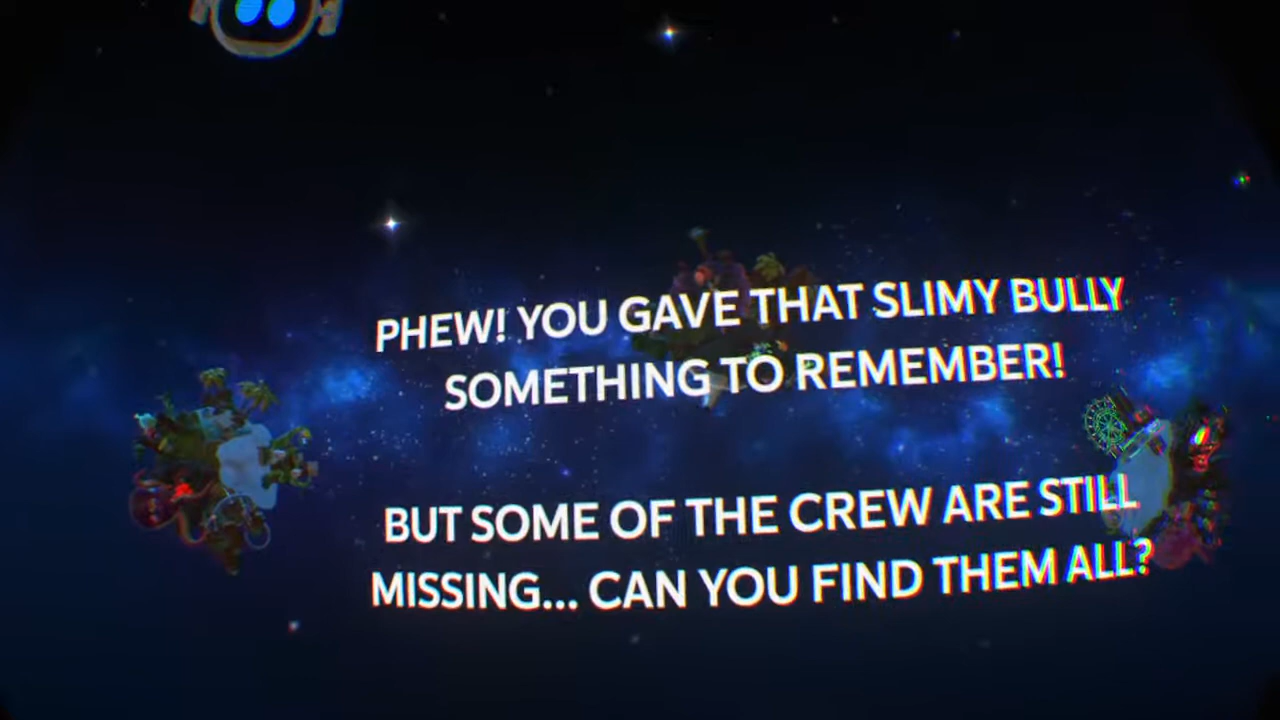 PHEW! YOU GAVE THAT SLIMY BULLY
SOMETHING TO REMEMBER!
BUT SOME OF THE CREW ARE STILL
MISSING... CAN YOU FIND THEM ALL?